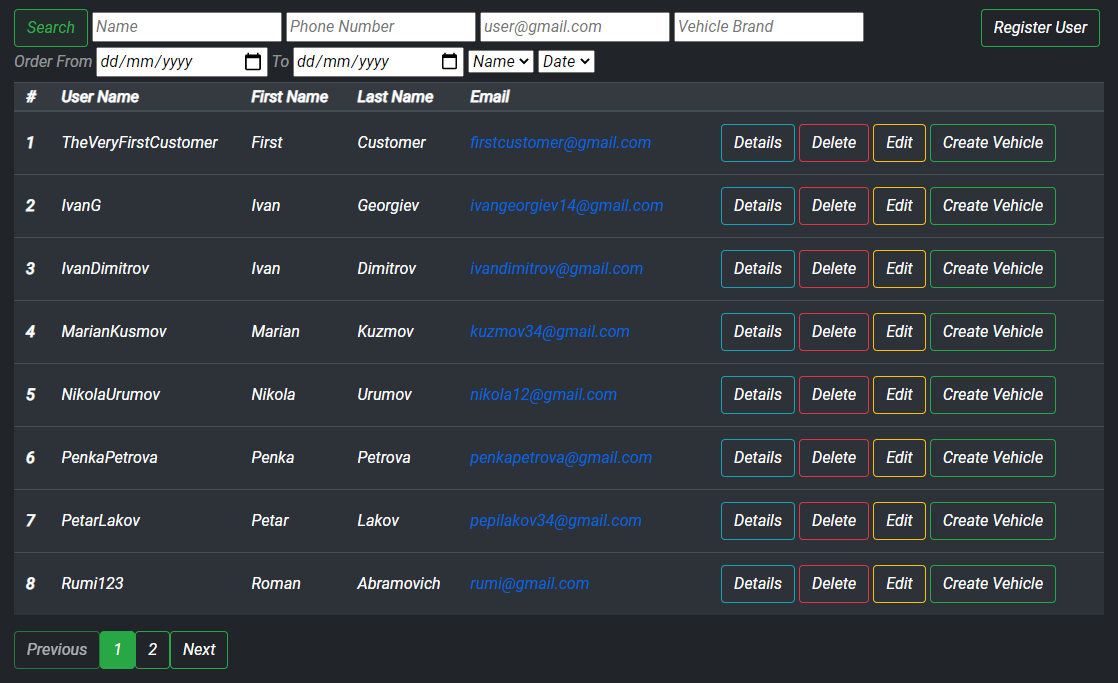 Search Name Phone Number user@gmail.com Vehicle Brand Register User
Order From dd/mm/yyyy To dd/mm/yyyy Name Date
# User Name First Name Last Name Email
1 TheVeryFirstCustomer First Customer firstcustomer@gmail.com Details Delete Edit Create Vehicle
2 IvanG Ivan Georgiev ivangeorgiev14@gmail.com Details Delete Edit Create Vehicle
3 IvanDimitrov Ivan Dimitrov ivandimitrov@gmail.com Details Delete Edit Create Vehicle
4 MarianKusmov Marian Kuzmov kuzmov34@gmail.com Details Delete Edit Create Vehicle
5 NikolaUrumov Nikola Urumov nikola12@gmail.com Details Delete Edit Create Vehicle
6 PenkaPetrova Penka Petrova penkapetrova@gmail.com Details Delete Edit Create Vehicle
7 PetarLakov Petar Lakov pepilakov34@gmail.com Details Delete Edit Create Vehicle
8 Rumi123 Roman Abramovich rumi@gmail.com Details Delete Edit Create Vehicle
Previous 1 2 Next